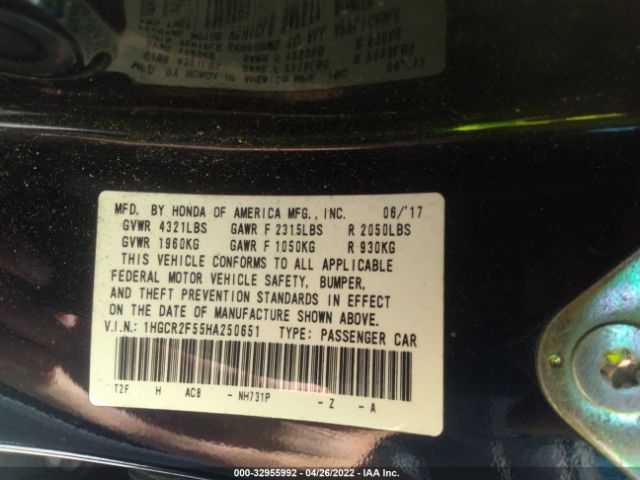 MFD. BY HONDA OF AMERICA MFG., INC. 06/'17
GVWR 4321LBS GAWR F 2315LBS R 2050LBS
GVWR 1960KG GAWR F 1050KG R 930KG
THIS VEHICLE CONFORMS TO ALL APPLICABLE
FEDERAL MOTOR VEHICLE SAFETY, BUMPER,
AND THEFT PREVENTION STANDARDS IN EFFECT
ON THE DATE OF MANUFACTURE SHOWN ABOVE.
V.I.N.: 1HGCR2F55HA250651 TYPE: PASSENGER CAR
T2F H AC8 - NH731P - Z - A
000-32955992 - 04/26/2022 - IAA Inc.